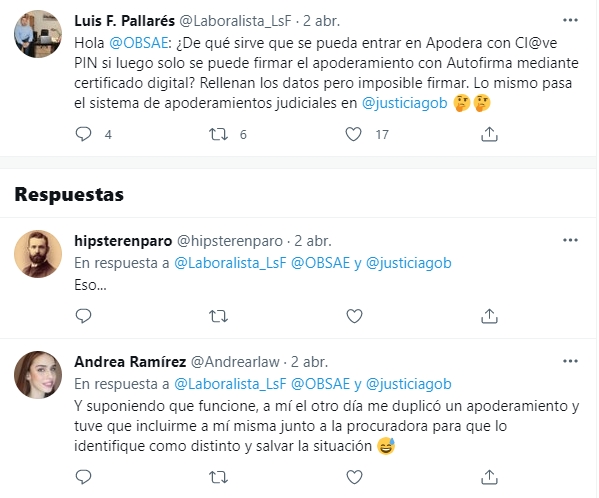 Luis F. Pallarés @Laboralista_LsF · 2 abr.
Hola @OBSAE: ¿De qué sirve que se pueda entrar en Apodera con Cl@ve
PIN si luego solo se puede firmar el apoderamiento con Autofirma mediante
certificado digital? Rellenan los datos pero imposible firmar. Lo mismo pasa
el sistema de apoderamientos judiciales en @justiciagob 🤔🤔
4 6 17
Respuestas
hipsterenparo @hipsterenparo · 2 abr.
En respuesta a @Laboralista_LsF @OBSAE y @justiciagob
Eso...
Andrea Ramírez @Andrearlaw · 2 abr.
En respuesta a @Laboralista_LsF @OBSAE y @justiciagob
Y suponiendo que funcione, a mí el otro día me duplicó un apoderamiento y
tuve que incluirme a mí misma junto a la procuradora para que lo
identifique como distinto y salvar la situación 😅